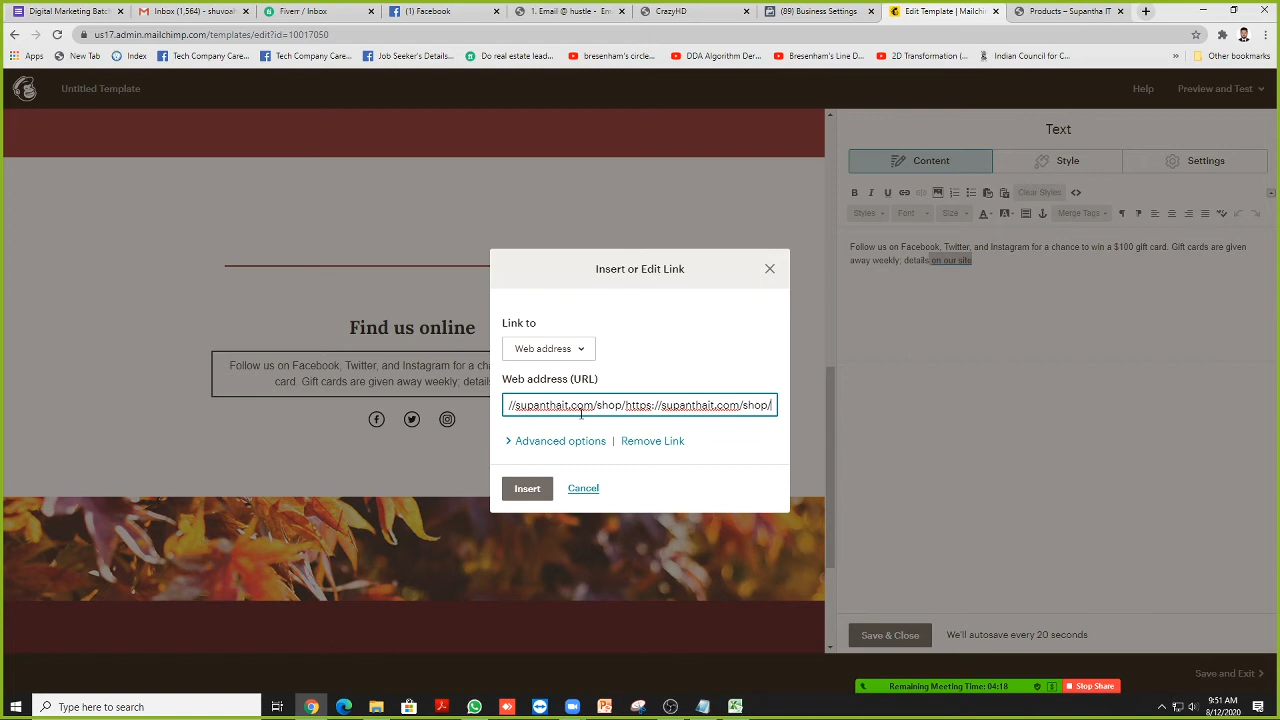 Marketing Batch
Inbox (1,564) - shuvohal
Fiverr / Inbox
(1) Facebook
1. Email @ hustle - Em
CrazyHD
(89) Business Settings
Edit Template | Mailchim
Products – Supantha IT
us17.admin.mailchimp.com/templates/edit?id=10017050
Apps
New Tab
Index
Tech Company Care...
Tech Company Care...
Job Seeker's Details...
Do real estate lead...
bresenham's circle...
DDA Algorithm Der...
Bresenham's Line D...
2D Transformation (...
Indian Council for C...
Other bookmarks
Untitled Template
Help
Preview and Test
Text
Content
Style
Settings
B I U
Clear Styles
Styles
Font
Size
Merge Tags
Follow us on Facebook, Twitter, and Instagram for a chance to win a $100 gift card. Gift cards are given
away weekly; details on our site
Find us online
Follow us on Facebook, Twitter, and Instagram for a
card. Gift cards are given away weekly; details
Insert or Edit Link
Link to
Web address
Web address (URL)
//supanthait.com/shop/https://supanthait.com/shop/
Advanced options | Remove Link
Insert
Cancel
Save & Close
We'll autosave every 20 seconds
Save and Exit
Remaining Meeting Time: 04:18
Stop Share
Type here to search
9:51 AM
8/12/2020